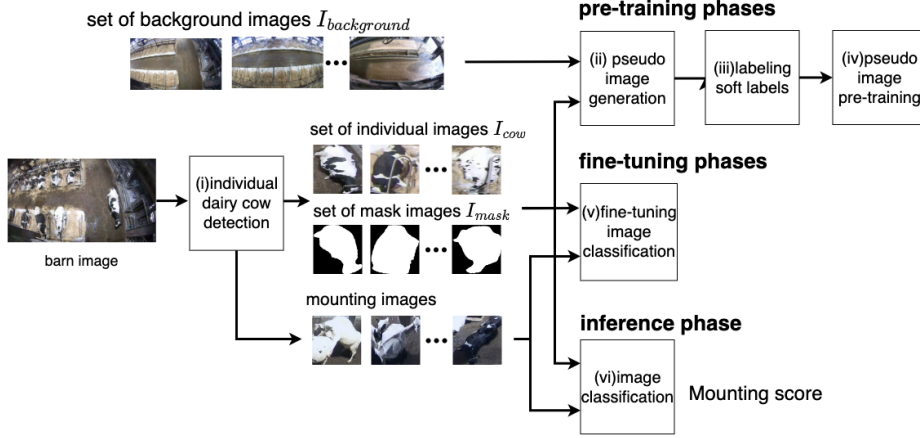 set of background images I_background
pre-training phases
(ii) pseudo
image
generation
(iii)labeling
soft labels
(iv)pseudo
image
pre-training
set of individual images I_cow
(i)individual
dairy cow
detection
barn image
set of mask images I_mask
fine-tuning phases
(v)fine-tuning
image
classification
mounting images
inference phase
(vi)image
classification
Mounting score